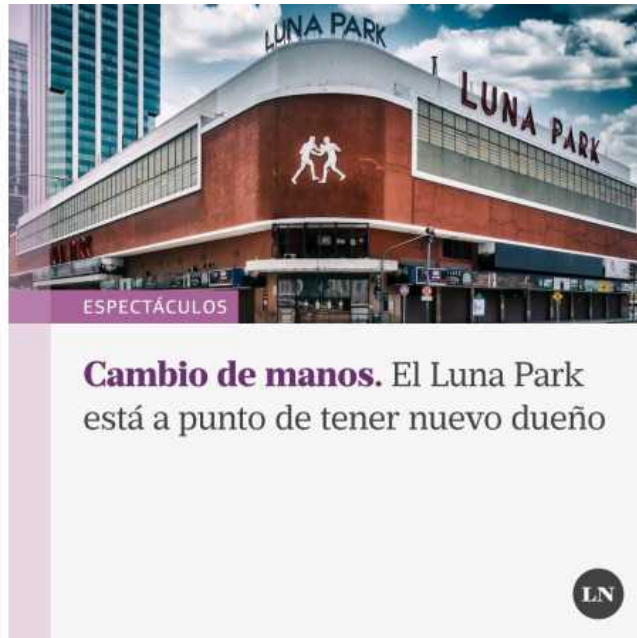 LUNA PARK
LUNA PARK
ESPECTÁCULOS
Cambio de manos. El Luna Park
está a punto de tener nuevo dueño
LN